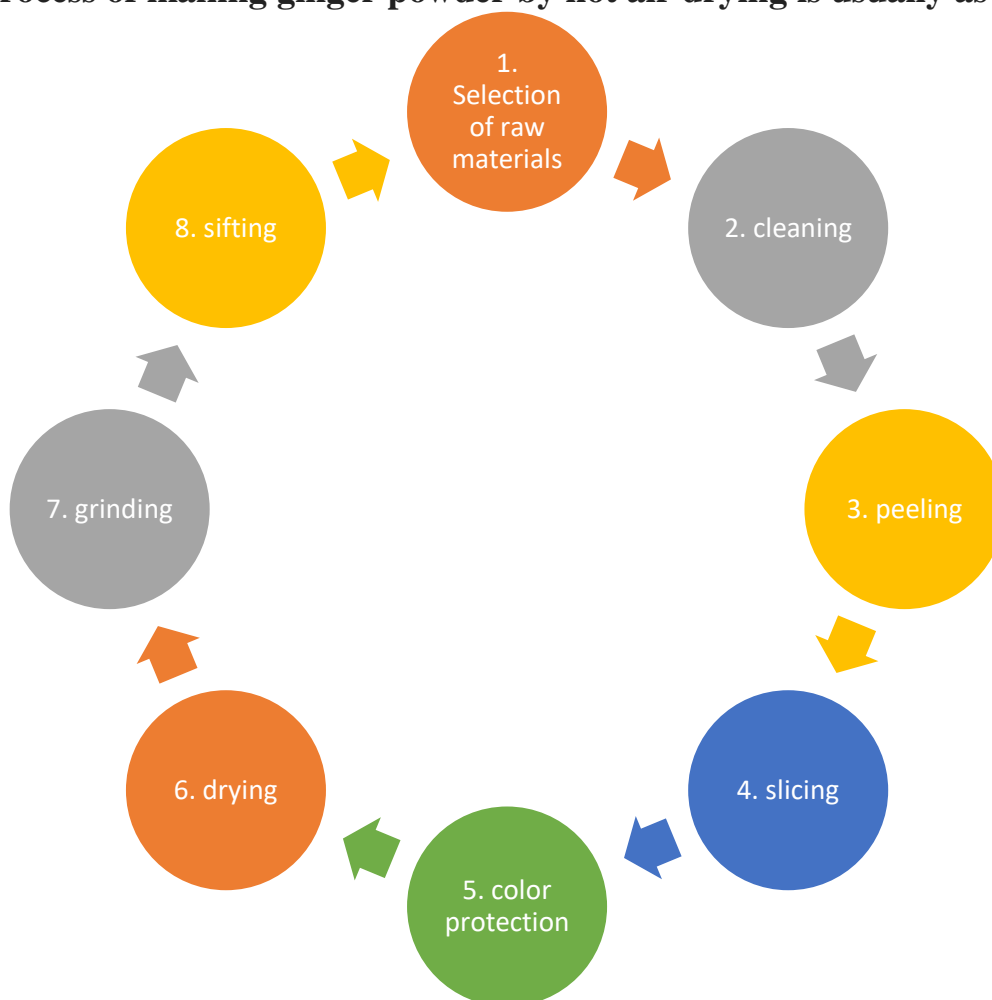 rocess of making ginger powder by hot air drying is usually as
1.
Selection
of raw
materials
2. cleaning
3. peeling
4. slicing
5. color
protection
6. drying
7. grinding
8. sifting